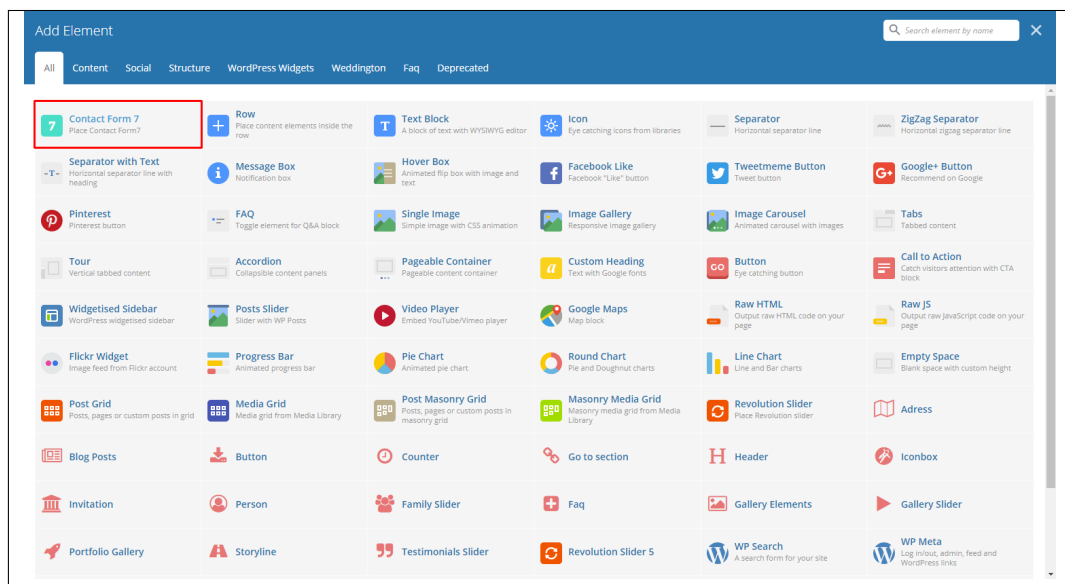 Add Element
Search element by name
All Content Social Structure WordPress Widgets Weddington Faq Deprecated
7
Contact Form 7
Place Contact Form7
Row
Place content elements inside the
row
T
Text Block
A block of text with WYSIWYG editor
Icon
Eye catching icons from libraries
Separator
Horizontal separator line
ZigZag Separator
Horizontal zigzag separator line
-T-
Separator with Text
Horizontal separator line with
heading
i
Message Box
Notification box
Hover Box
Animated flip box with image and
text
f
Facebook Like
Facebook "Like" button
Tweetmeme Button
Tweet button
G+
Google+ Button
Recommend on Google
Pinterest
Pinterest button
FAQ
Toggle element for Q&A block
Single Image
Simple image with CSS animation
Image Gallery
Responsive image gallery
Image Carousel
Animated carousel with images
Tabs
Tabbed content
Tour
Vertical tabbed content
Accordion
Collapsible content panels
Pageable Container
Pageable content container
a
Custom Heading
Text with Google fonts
GO
Button
Eye catching button
Call to Action
Catch visitors attention with CTA
block
Widgetised Sidebar
WordPress widgetised sidebar
Posts Slider
Slider with WP Posts
Video Player
Embed YouTube/Vimeo player
Google Maps
Map block
Raw HTML
Output raw HTML code on your
page
Raw JS
Output raw JavaScript code on your
page
Flickr Widget
Image feed from Flickr account
Progress Bar
Animated progress bar
Pie Chart
Animated pie chart
Round Chart
Pie and Doughnut charts
Line Chart
Line and Bar charts
Empty Space
Blank space with custom height
Post Grid
Posts, pages or custom posts in grid
Media Grid
Media grid from Media Library
Post Masonry Grid
Posts, pages or custom posts in
masonry grid
Masonry Media Grid
Masonry media grid from Media
Library
Revolution Slider
Place Revolution slider
Adress
Blog Posts
Button
Counter
Go to section
H
Header
Iconbox
Invitation
Person
Family Slider
Faq
Gallery Elements
Gallery Slider
Portfolio Gallery
Storyline
Testimonials Slider
Revolution Slider 5
WP Search
A search form for your site
WP Meta
Log in/out, admin, feed and
WordPress links